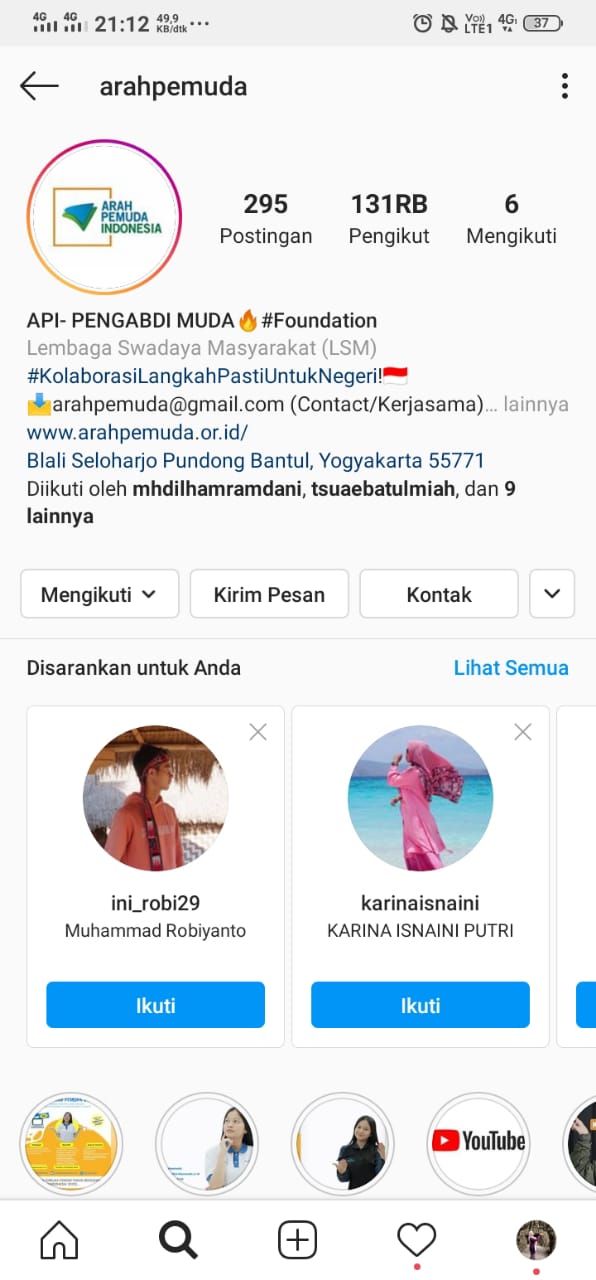 4G 4G 21:12 49,9 KB/dtk ... Vo)) LTE1 4G 37
arahpemuda
ARAH
PEMUDA
INDONESIA
295 131RB 6
Postingan Pengikut Mengikuti
API- PENGABDI MUDA🔥#Foundation
Lembaga Swadaya Masyarakat (LSM)
#KolaborasiLangkahPastiUntukNegeri!🇮🇩
📩arahpemuda@gmail.com (Contact/Kerjasama)... lainnya
www.arahpemuda.or.id/
Blali Seloharjo Pundong Bantul, Yogyakarta 55771
Diikuti oleh mhdilhamramdani, tsuaebatulmiah, dan 9
lainnya
Mengikuti Kirim Pesan Kontak
Disarankan untuk Anda Lihat Semua
ini_robi29 karinaisnaini
Muhammad Robiyanto KARINA ISNAINI PUTRI
Ikuti Ikuti
YouTube